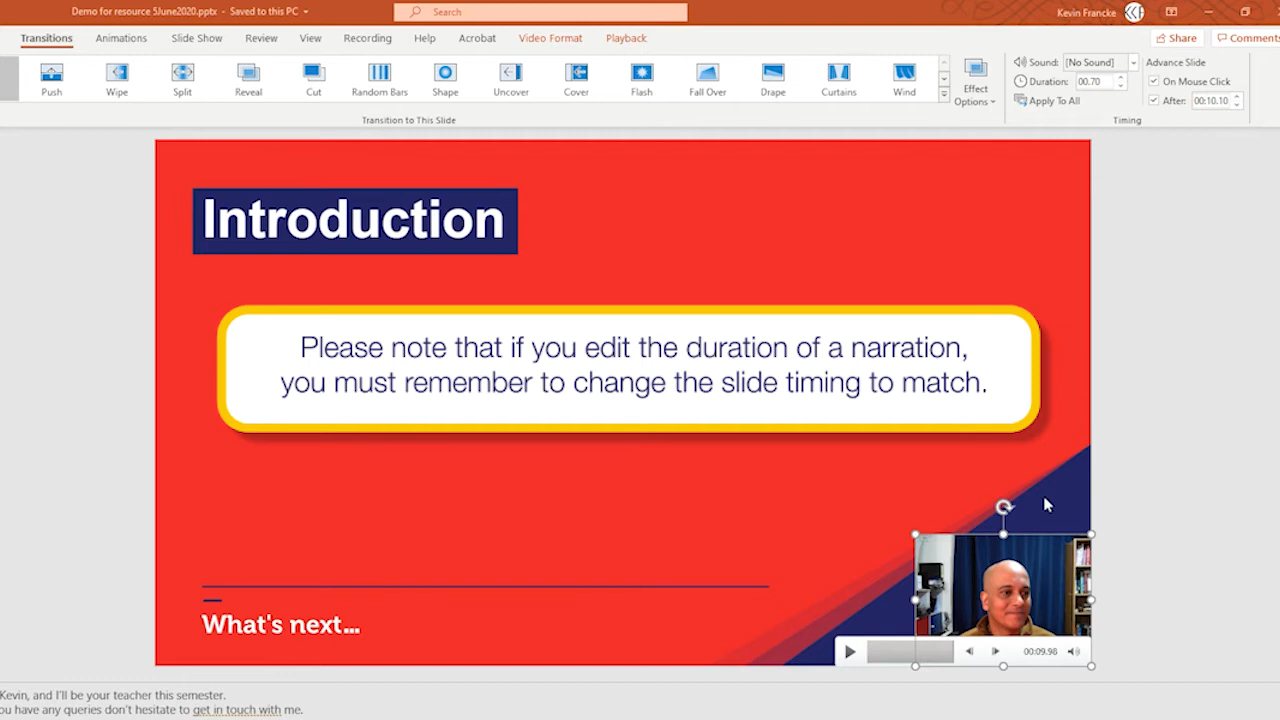 Demo for resource 5June2020.pptx - Saved to this PC
Search
Kevin Francke
Transitions Animations Slide Show Review View Recording Help Acrobat Video Format Playback
Share Comments
Push Wipe Split Reveal Cut Random Bars Shape Uncover Cover Flash Fall Over Drape Curtains Wind
Effect
Options
Sound: [No Sound] Advance Slide
Duration: 00.70 On Mouse Click
Apply To All After: 00:10.10
Transition to This Slide Timing
Introduction
Please note that if you edit the duration of a narration,
you must remember to change the slide timing to match.
What's next...
00:09.98
Kevin, and I'll be your teacher this semester.
ou have any queries don't hesitate to get in touch with me.